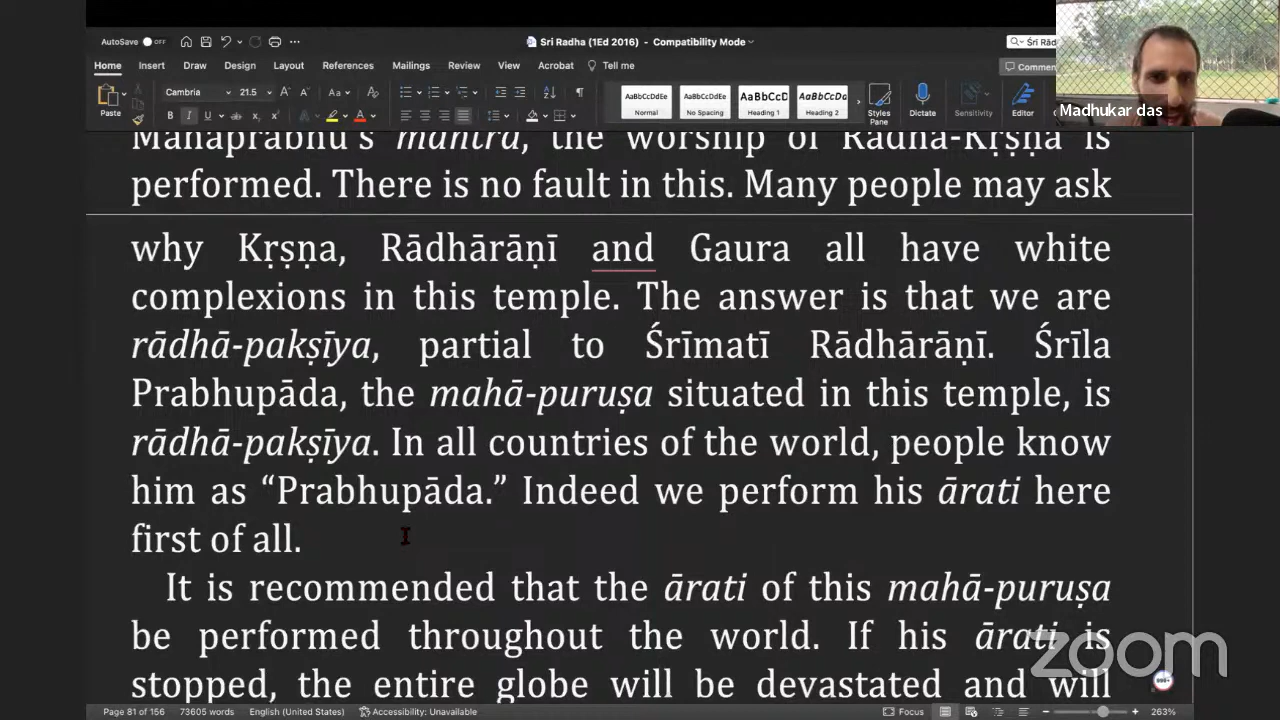 AutoSave OFF
Sri Radha (1Ed 2016) - Compatibility Mode
Home Insert Draw Design Layout References Mailings Review View Acrobat Tell me
Madhukar das
Paste
Cambria 21.5
AaBbCcDdEe AaBbCcDdEe AaBbCcD AaBbCcDd
Normal No Spacing Heading 1 Heading 2
Styles Pane
Dictate
Sensitivity
Editor
Mahāprabhu's mantra, the worship of Rādhā-Kṛṣṇa is
performed. There is no fault in this. Many people may ask
why Kṛṣṇa, Rādhārāṇī and Gaura all have white
complexions in this temple. The answer is that we are
rādhā-pakṣīya, partial to Śrīmatī Rādhārāṇī. Śrīla
Prabhupāda, the mahā-puruṣa situated in this temple, is
rādhā-pakṣīya. In all countries of the world, people know
him as “Prabhupāda.” Indeed we perform his ārati here
first of all.
It is recommended that the ārati of this mahā-puruṣa
be performed throughout the world. If his ārati is
stopped, the entire globe will be devastated and will
zoom
Page 81 of 156 73605 words English (United States) Accessibility: Unavailable Focus 263%